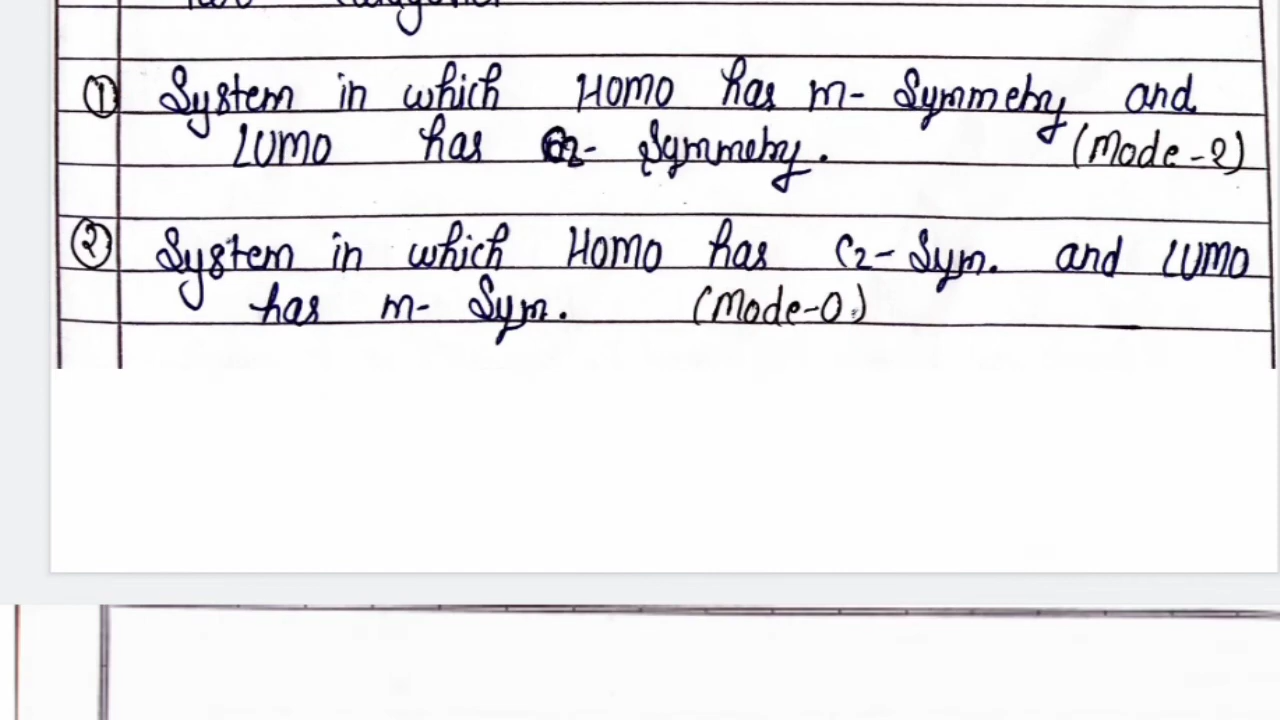 ① System in which HOMO has m- Symmetry and
LUMO has C2- Symmetry. (Mode-2)
② System in which HOMO has C2- Sym. and LUMO
has m- Sym. (Mode-0)